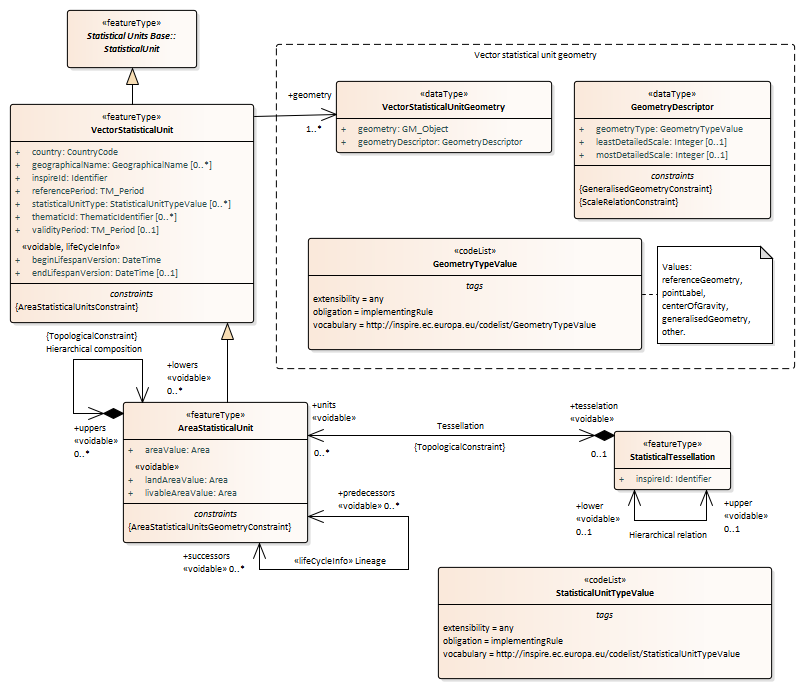 «featureType»
Statistical Units Base::
StatisticalUnit
Vector statistical unit geometry
«featureType»
VectorStatisticalUnit
+ country: CountryCode
+ geographicalName: GeographicalName [0..*]
+ inspireId: Identifier
+ referencePeriod: TM_Period
+ statisticalUnitType: StatisticalUnitTypeValue [0..*]
+ thematicId: ThematicIdentifier [0..*]
+ validityPeriod: TM_Period [0..1]
«voidable, lifeCycleInfo»
+ beginLifespanVersion: DateTime
+ endLifespanVersion: DateTime [0..1]
constraints
{AreaStatisticalUnitsConstraint}
+geometry
1..*
«dataType»
VectorStatisticalUnitGeometry
+ geometry: GM_Object
+ geometryDescriptor: GeometryDescriptor
«dataType»
GeometryDescriptor
+ geometryType: GeometryTypeValue
+ leastDetailedScale: Integer [0..1]
+ mostDetailedScale: Integer [0..1]
constraints
{GeneralisedGeometryConstraint}
{ScaleRelationConstraint}
«codeList»
GeometryTypeValue
tags
extensibility = any
obligation = implementingRule
vocabulary = http://inspire.ec.europa.eu/codelist/GeometryTypeValue
Values:
referenceGeometry,
pointLabel,
centerOfGravity,
generalisedGeometry,
other.
{TopologicalConstraint}
Hierarchical composition
+lowers
«voidable»
0..*
+uppers
«voidable»
0..*
«featureType»
AreaStatisticalUnit
+ areaValue: Area
«voidable»
+ landAreaValue: Area
+ livableAreaValue: Area
constraints
{AreaStatisticalUnitsGeometryConstraint}
+units
«voidable»
0..*
Tessellation
{TopologicalConstraint}
+tesselation
«voidable»
0..1
«featureType»
StatisticalTessellation
+ inspireId: Identifier
+lower
«voidable»
0..1
+upper
«voidable»
0..1
Hierarchical relation
+predecessors
«voidable» 0..*
+successors
«voidable» 0..*
«lifeCycleInfo» Lineage
«codeList»
StatisticalUnitTypeValue
tags
extensibility = any
obligation = implementingRule
vocabulary = http://inspire.ec.europa.eu/codelist/StatisticalUnitTypeValue